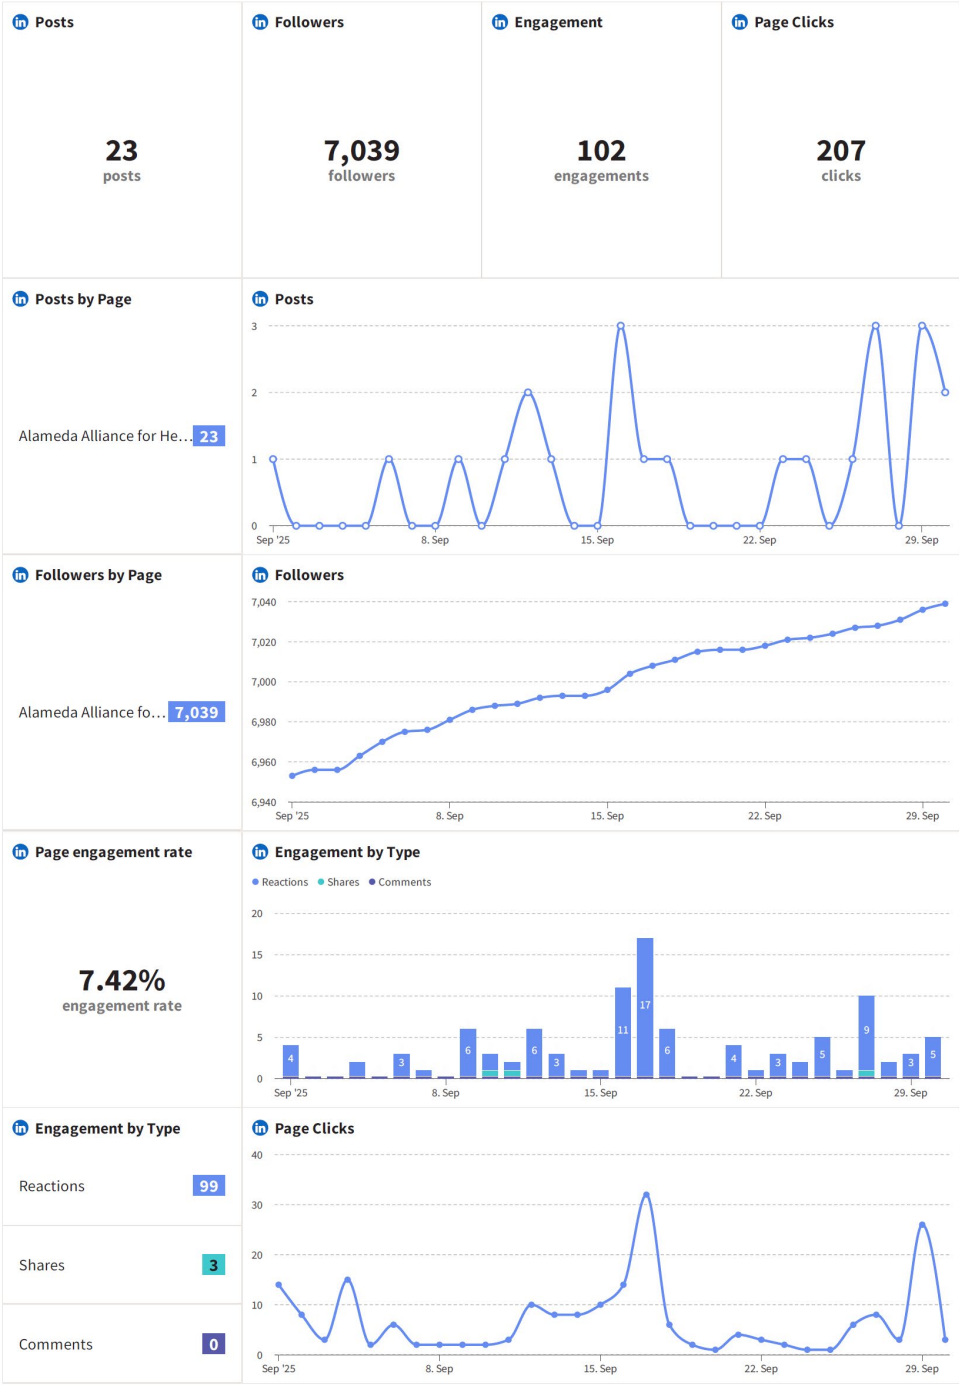 Posts
Followers
Engagement
Page Clicks
23
posts
7,039
followers
102
engagements
207
clicks
Posts by Page
Alameda Alliance for He... 23
Posts
3
2
1
0
Sep '25 8. Sep 15. Sep 22. Sep 29. Sep
Followers by Page
Alameda Alliance fo... 7,039
Followers
7,040
7,020
7,000
6,980
6,960
6,940
Sep '25 8. Sep 15. Sep 22. Sep 29. Sep
Page engagement rate
7.42%
engagement rate
Engagement by Type
Reactions Shares Comments
20
15
10
5
0
4 3 6 6 3 11 17 6 4 3 5 9 3 5
Sep '25 8. Sep 15. Sep 22. Sep 29. Sep
Engagement by Type
Reactions 99
Shares 3
Comments 0
Page Clicks
40
30
20
10
0
Sep '25 8. Sep 15. Sep 22. Sep 29. Sep